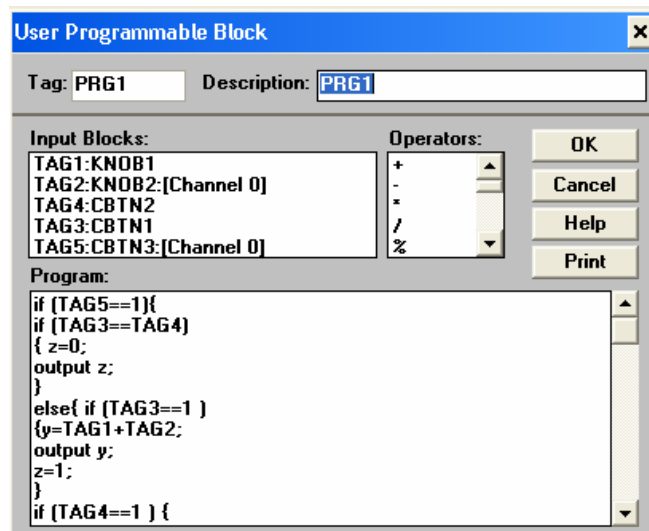 User Programmable Block
Tag: PRG1 Description: PRG1
Input Blocks: Operators:
TAG1:KNOB1
TAG2:KNOB2:[Channel 0]
TAG4:CBTN2
TAG3:CBTN1
TAG5:CBTN3:[Channel 0]
+
-
*
/
%
OK
Cancel
Help
Print
Program:
if (TAG5==1){
if (TAG3==TAG4)
{ z=0;
output z;
}
else{ if (TAG3==1 )
{y=TAG1+TAG2;
output y;
z=1;
}
if (TAG4==1 ) {